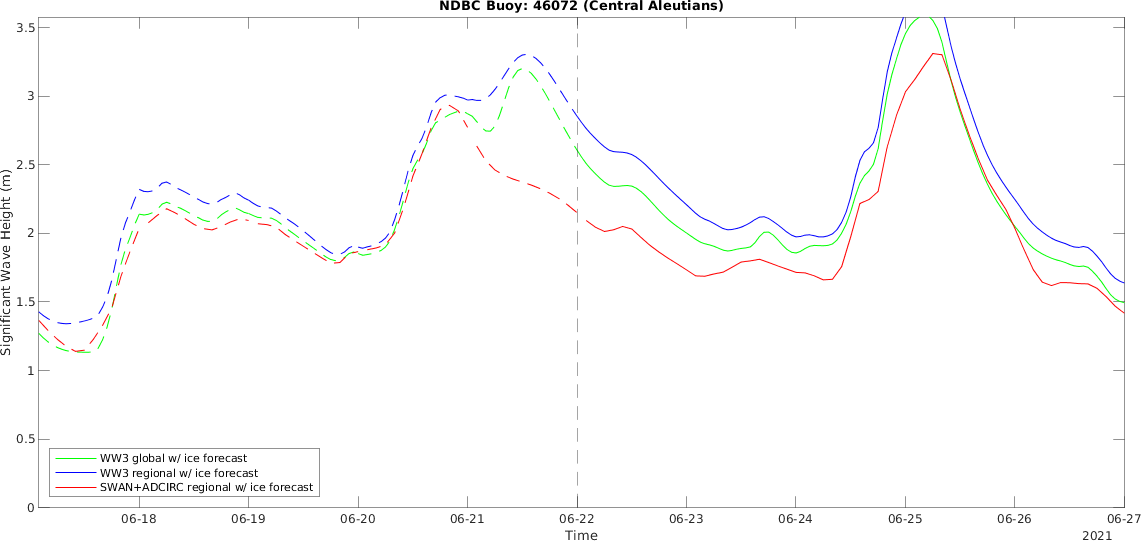 NDBC Buoy: 46072 (Central Aleutians)
3.5
3
2.5
2
1.5
1
0.5
0
Significant Wave Height (m)
WW3 global w/ ice forecast
WW3 regional w/ ice forecast
SWAN+ADCIRC regional w/ ice forecast
06-18 06-19 06-20 06-21 06-22 06-23 06-24 06-25 06-26 06-27
Time
2021